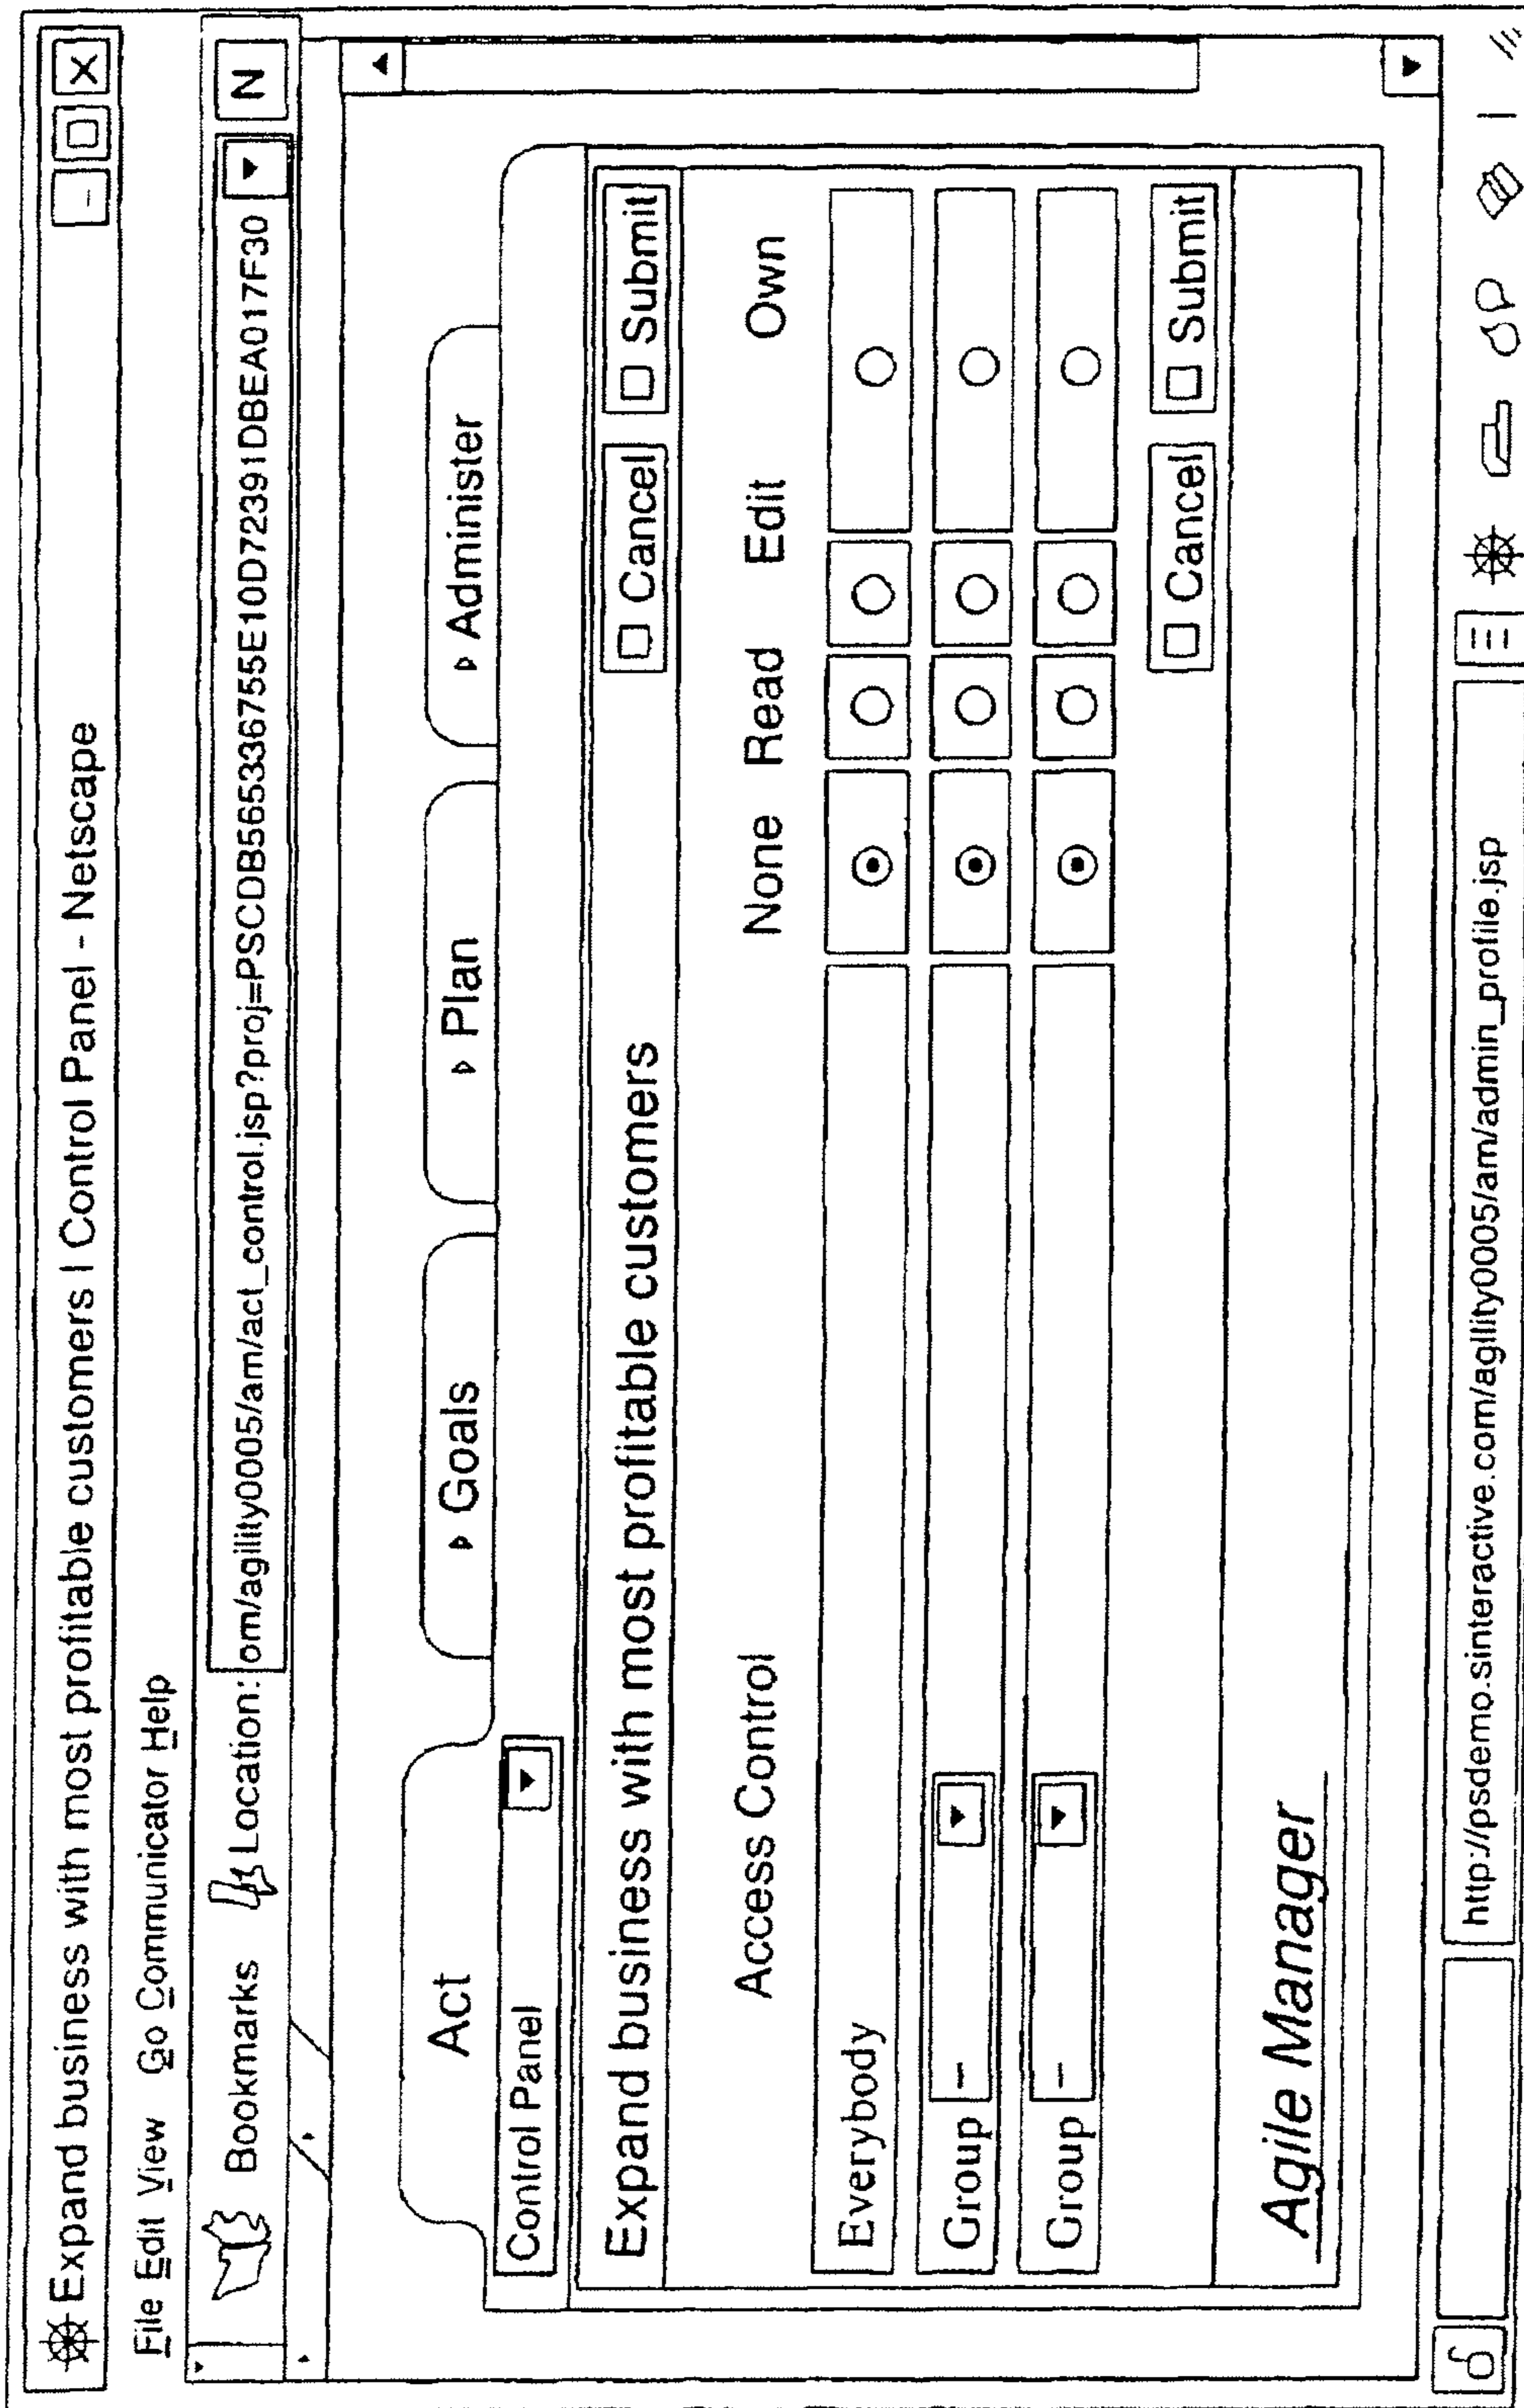 Expand business with most profitable customers | Control Panel - Netscape
File Edit View Go Communicator Help
Bookmarks Location: om/agility0005/am/act_control.jsp?proj=PSCDB565336755E10D72391DBEA017F30 N
Act Goals Plan Administer
Control Panel
Expand business with most profitable customers Cancel Submit
Access Control None Read Edit Own
Everybody
Group –
Group –
Cancel Submit
Agile Manager
http://psdemo.sinteractive.com/agility0005/am/admin_profile.jsp